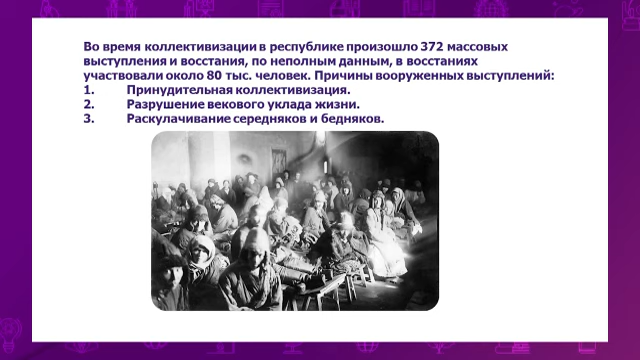 Во время коллективизации в республике произошло 372 массовых
выступления и восстания, по неполным данным, в восстаниях
участвовали около 80 тыс. человек. Причины вооруженных выступлений:
1. Принудительная коллективизация.
2. Разрушение векового уклада жизни.
3. Раскулачивание середняков и бедняков.